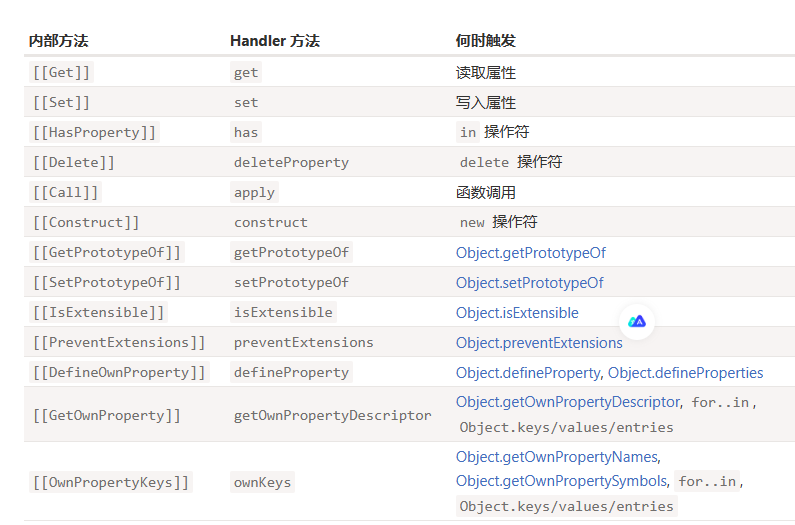 内部方法 Handler 方法 何时触发
[[Get]] get 读取属性
[[Set]] set 写入属性
[[HasProperty]] has in 操作符
[[Delete]] deleteProperty delete 操作符
[[Call]] apply 函数调用
[[Construct]] construct new 操作符
[[GetPrototypeOf]] getPrototypeOf Object.getPrototypeOf
[[SetPrototypeOf]] setPrototypeOf Object.setPrototypeOf
[[IsExtensible]] isExtensible Object.isExtensible
[[PreventExtensions]] preventExtensions Object.preventExtensions
[[DefineOwnProperty]] defineProperty Object.defineProperty, Object.defineProperties
[[GetOwnProperty]] getOwnPropertyDescriptor Object.getOwnPropertyDescriptor, for..in,
Object.keys/values/entries
[[OwnPropertyKeys]] ownKeys Object.getOwnPropertyNames,
Object.getOwnPropertySymbols, for..in,
Object.keys/values/entries